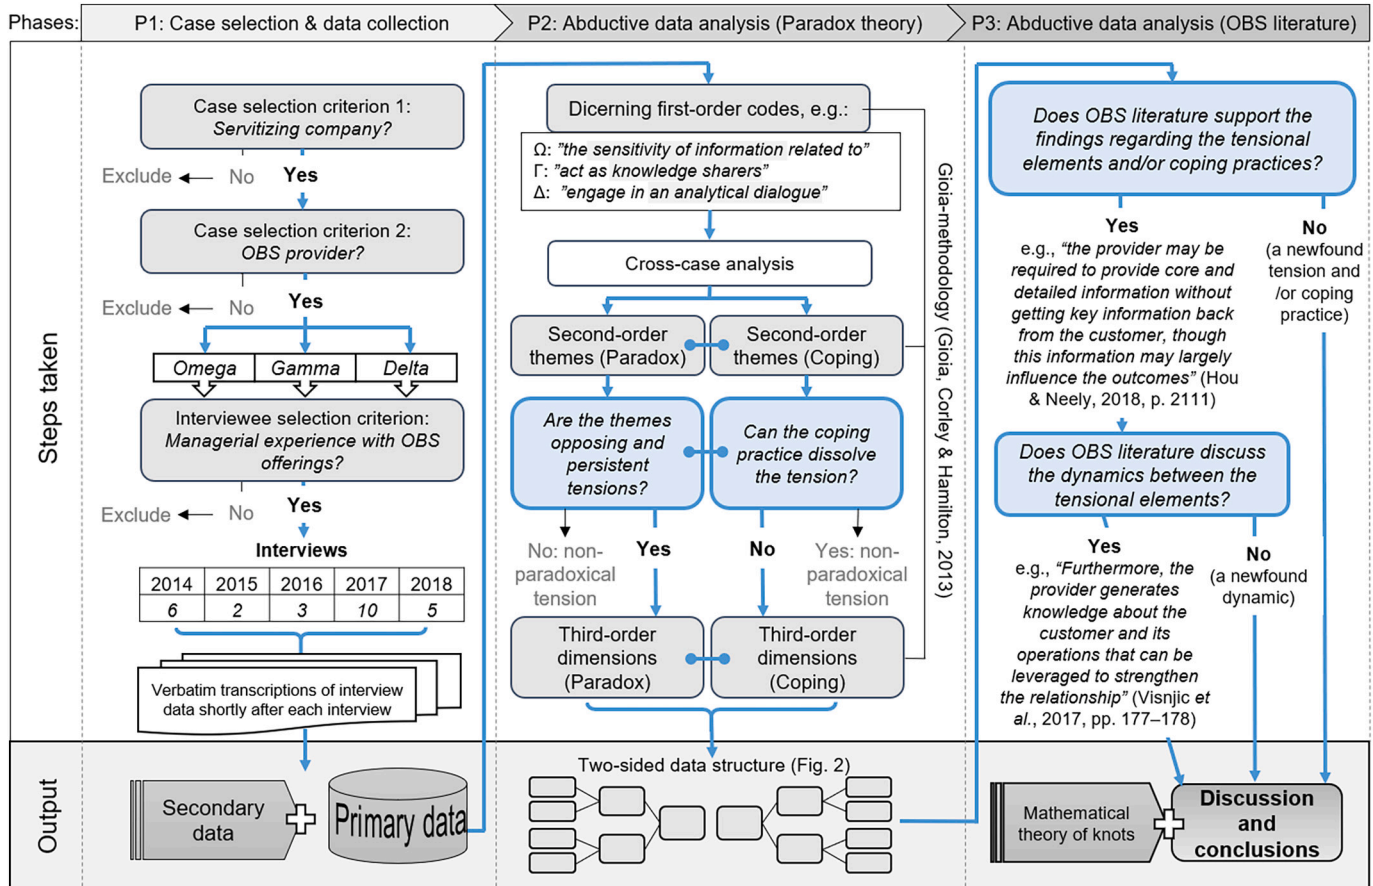 Phases:
P1: Case selection & data collection
P2: Abductive data analysis (Paradox theory)
P3: Abductive data analysis (OBS literature)
Steps taken
Case selection criterion 1:
Servitizing company?
Exclude
No
Yes
Case selection criterion 2:
OBS provider?
Exclude
No
Yes
Omega
Gamma
Delta
Interviewee selection criterion:
Managerial experience with OBS
offerings?
Exclude
No
Yes
Interviews
2014 2015 2016 2017 2018
6 2 3 10 5
Verbatim transcriptions of interview
data shortly after each interview
Dicerning first-order codes, e.g.:
Ω: "the sensitivity of information related to"
Γ: "act as knowledge sharers"
Δ: "engage in an analytical dialogue"
Cross-case analysis
Second-order
themes (Paradox)
Second-order
themes (Coping)
Are the themes
opposing and
persistent
tensions?
Can the coping
practice dissolve
the tension?
No: non-
paradoxical
tension
Yes
No
Yes: non-
paradoxical
tension
Third-order
dimensions
(Paradox)
Third-order
dimensions
(Coping)
Gioia-methodology (Gioia, Corley & Hamilton, 2013)
Does OBS literature support the
findings regarding the tensional
elements and/or coping practices?
Yes
e.g., "the provider may be
required to provide core and
detailed information without
getting key information back
from the customer, though
this information may largely
influence the outcomes" (Hou
& Neely, 2018, p. 2111)
No
(a newfound
tension and
/or coping
practice)
Does OBS literature discuss
the dynamics between the
tensional elements?
Yes
e.g., "Furthermore, the
provider generates
knowledge about the
customer and its
operations that can be
leveraged to strengthen
the relationship" (Visnjic et
al., 2017, pp. 177–178)
No
(a newfound
dynamic)
Output
Secondary
data
Primary data
Two-sided data structure (Fig. 2)
Mathematical
theory of knots
Discussion
and
conclusions